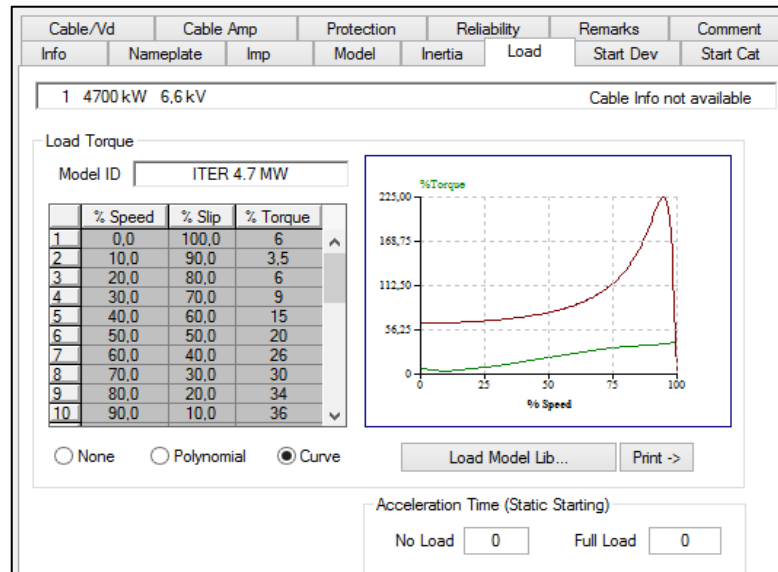 Cable/Vd Cable Amp Protection Reliability Remarks Comment
Info Nameplate Imp Model Inertia Load Start Dev Start Cat
1 4700 kW 6,6 kV Cable Info not available
Load Torque
Model ID ITER 4.7 MW
% Speed % Slip % Torque
1 0,0 100,0 6
2 10,0 90,0 3,5
3 20,0 80,0 6
4 30,0 70,0 9
5 40,0 60,0 15
6 50,0 50,0 20
7 60,0 40,0 26
8 70,0 30,0 30
9 80,0 20,0 34
10 90,0 10,0 36
%Torque
225,00
168,75
112,50
56,25
0
0 25 50 75 100
% Speed
None Polynomial Curve Load Model Lib... Print ->
Acceleration Time (Static Starting)
No Load 0 Full Load 0